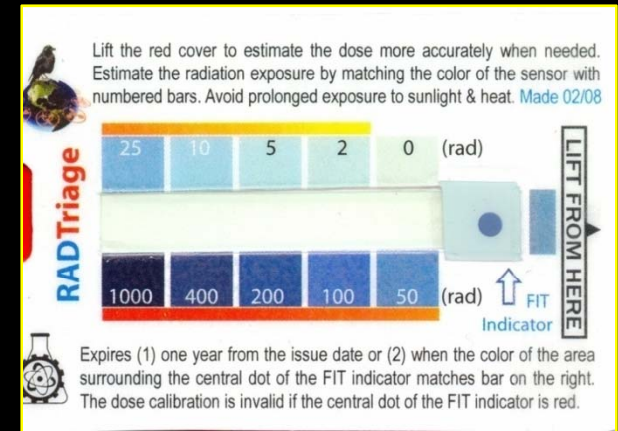 Lift the red cover to estimate the dose more accurately when needed.
Estimate the radiation exposure by matching the color of the sensor with
numbered bars. Avoid prolonged exposure to sunlight & heat. Made 02/08
RADTriage
25 10 5 2 0 (rad)
1000 400 200 100 50 (rad)
FIT
Indicator
LIFT FROM HERE
Expires (1) one year from the issue date or (2) when the color of the area
surrounding the central dot of the FIT indicator matches bar on the right.
The dose calibration is invalid if the central dot of the FIT indicator is red.